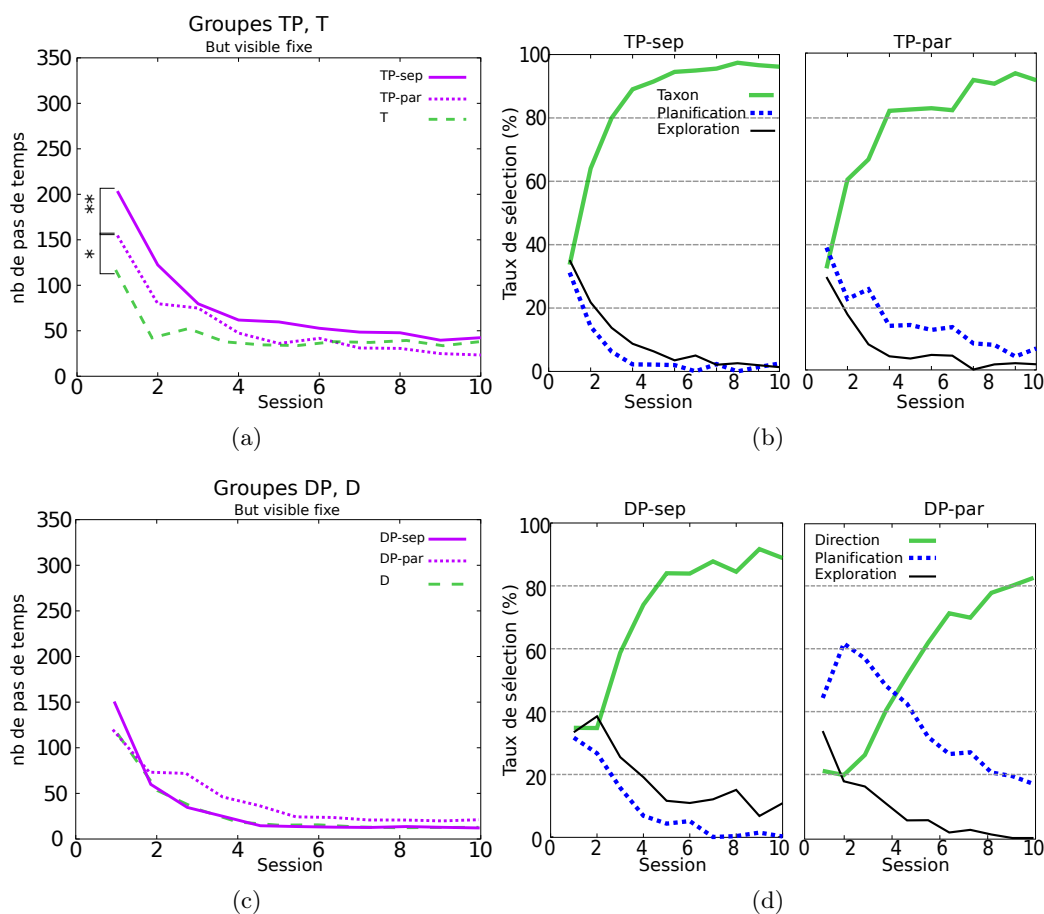 Groupes TP, T
But visible fixe
nb de pas de temps
350
300
250
200
150
100
50
0
TP-sep
TP-par
T
**
*
0 2 4 6 8 10
Session
(a)
TP-sep TP-par
Taux de sélection (%)
100
80
60
40
20
0
Taxon
Planification
Exploration
2 4 6 8 10
0 2 4 6 8 10
Session Session
(b)
Groupes DP, D
But visible fixe
nb de pas de temps
350
300
250
200
150
100
50
0
DP-sep
DP-par
D
0 2 4 6 8 10
Session
(c)
DP-sep DP-par
Taux de sélection (%)
100
80
60
40
20
0
Direction
Planification
Exploration
0 2 4 6 8 10
0 2 4 6 8 10
Session Session
(d)